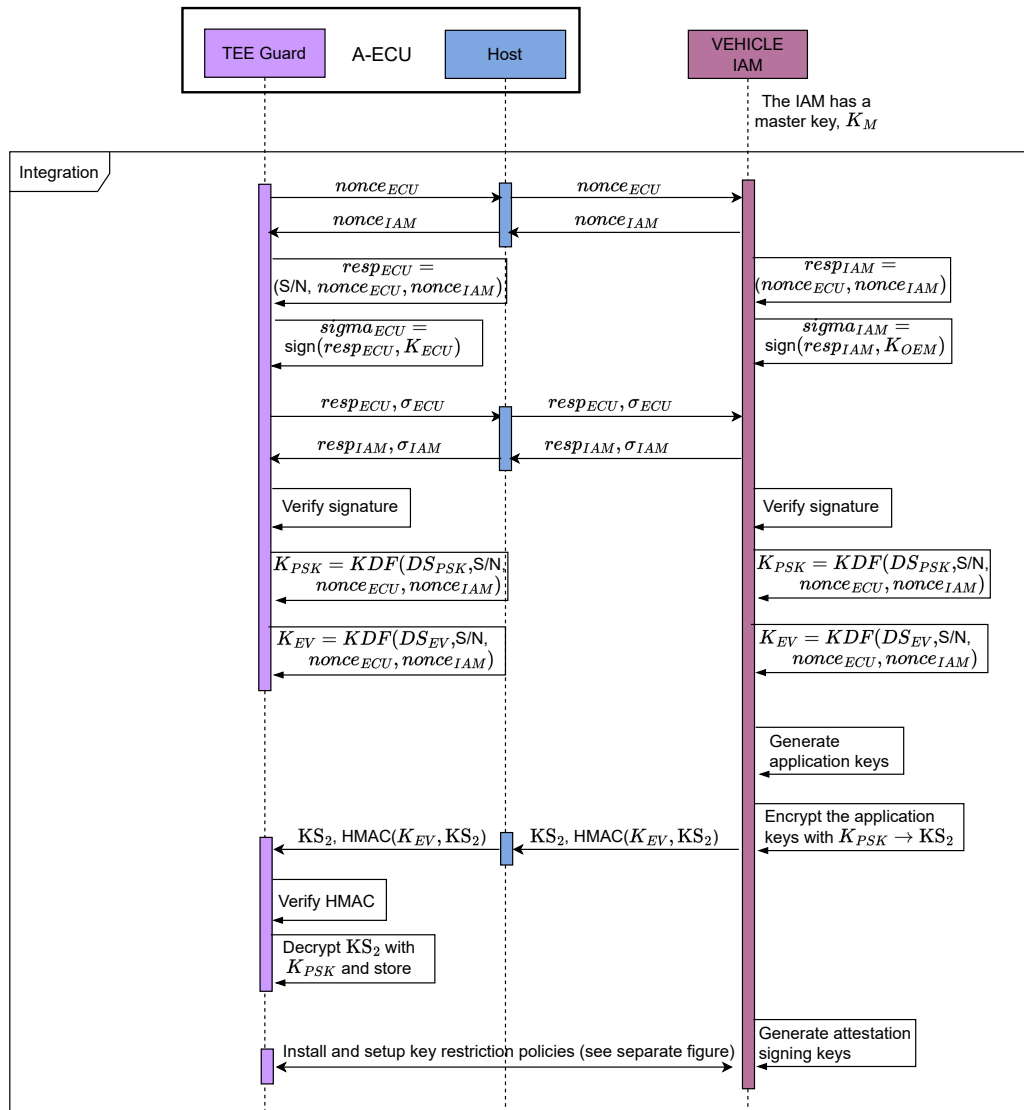 TEE Guard
A-ECU
Host
VEHICLE
IAM
The IAM has a
master key, K_M
Integration
nonce_ECU
nonce_ECU
nonce_IAM
nonce_IAM
resp_ECU =
(S/N, nonce_ECU, nonce_IAM)
resp_IAM =
(nonce_ECU, nonce_IAM)
sigma_ECU =
sign(resp_ECU, K_ECU)
sigma_IAM =
sign(resp_IAM, K_OEM)
resp_ECU, σ_ECU
resp_ECU, σ_ECU
resp_IAM, σ_IAM
resp_IAM, σ_IAM
Verify signature
Verify signature
K_PSK = KDF(DS_PSK,S/N,
nonce_ECU, nonce_IAM)
K_PSK = KDF(DS_PSK,S/N,
nonce_ECU, nonce_IAM)
K_EV = KDF(DS_EV,S/N,
nonce_ECU, nonce_IAM)
K_EV = KDF(DS_EV,S/N,
nonce_ECU, nonce_IAM)
Generate
application keys
Encrypt the application
keys with K_PSK → KS_2
KS_2, HMAC(K_EV, KS_2)
KS_2, HMAC(K_EV, KS_2)
Verify HMAC
Decrypt KS_2 with
K_PSK and store
Generate attestation
signing keys
Install and setup key restriction policies (see separate figure)